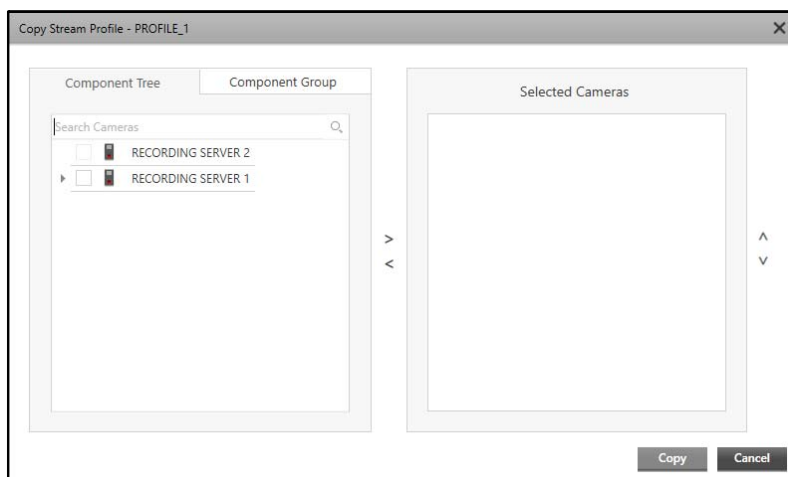 Copy Stream Profile - PROFILE_1
Component Tree
Component Group
Search Cameras
RECORDING SERVER 2
RECORDING SERVER 1
Selected Cameras
Copy
Cancel